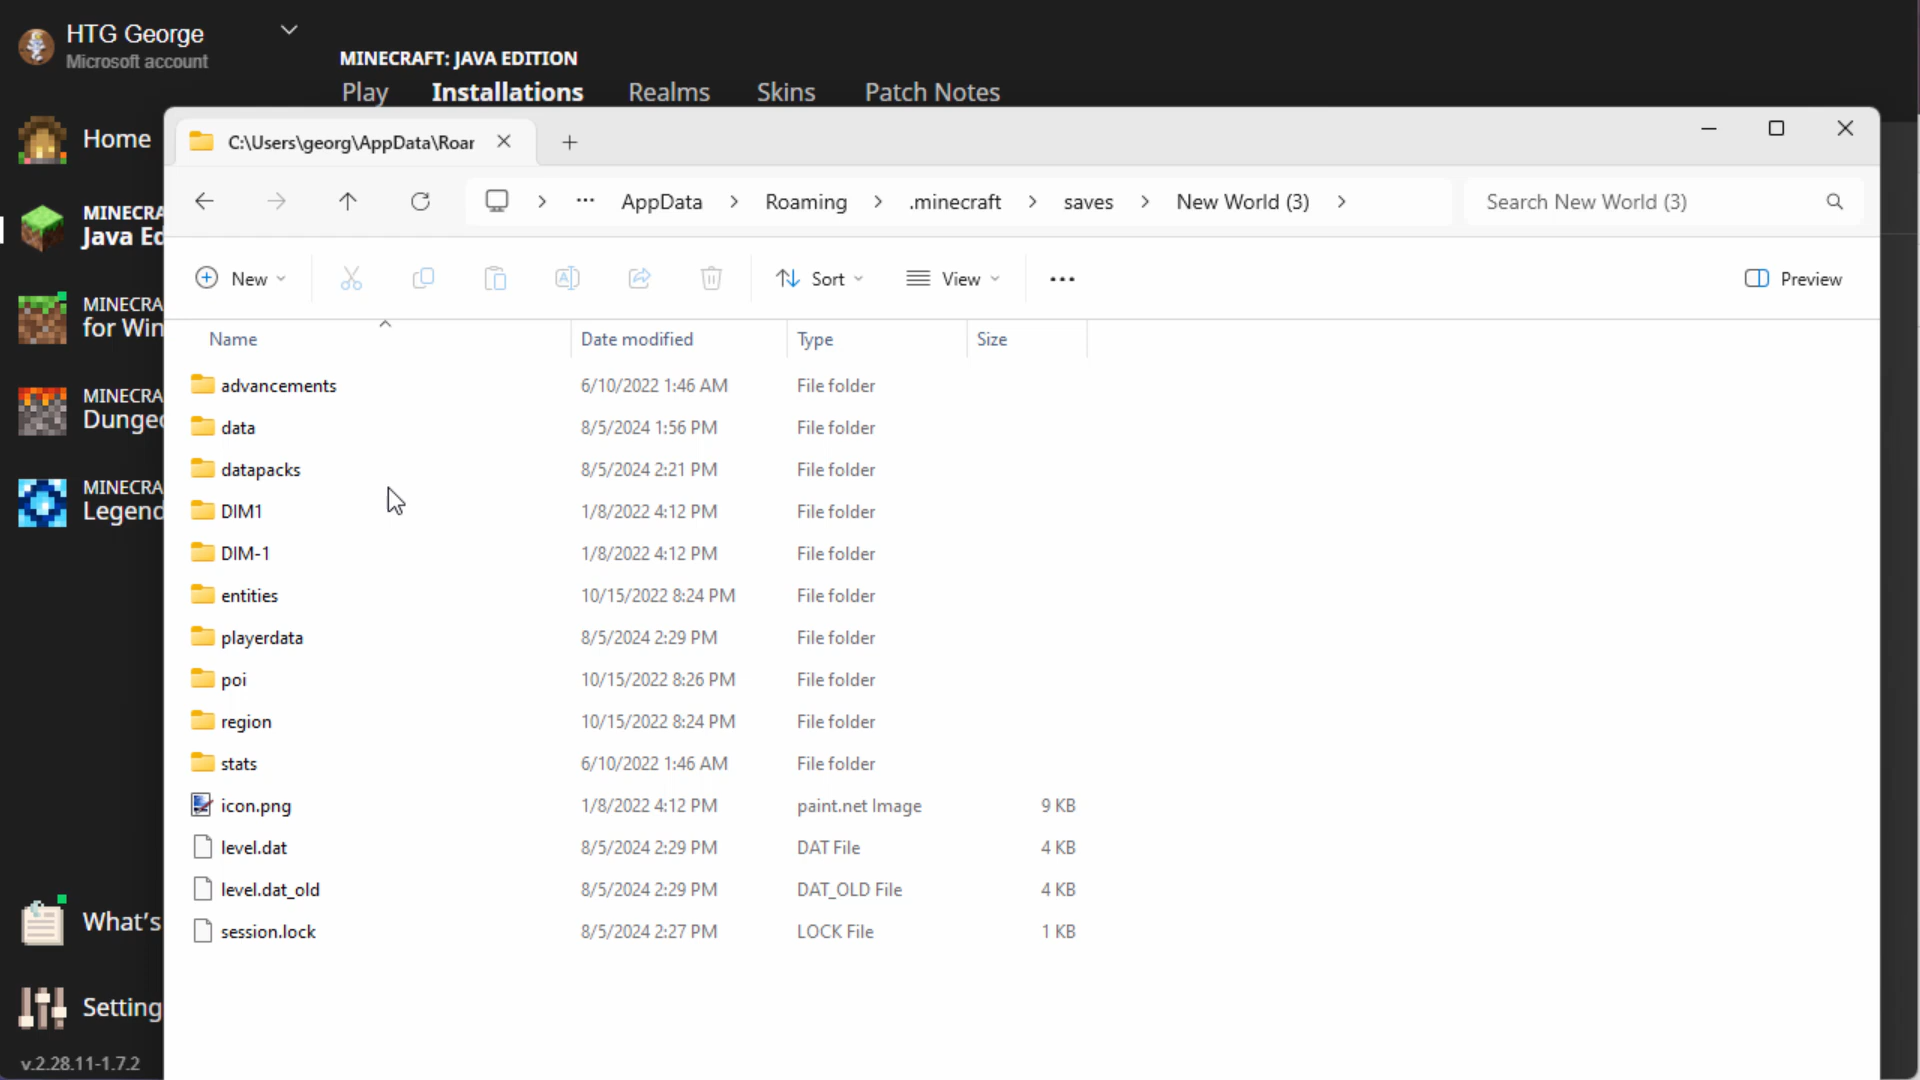 HTG George
Microsoft account
MINECRAFT: JAVA EDITION
Play Installations Realms Skins Patch Notes
Home
MINECRA
Java Ed
MINECRA
for Win
MINECRA
Dunge
MINECRA
Legend
What's
Setting
v.2.28.11-1.7.2
C:\Users\georg\AppData\Roar
AppData > Roaming > .minecraft > saves > New World (3) >
Search New World (3)
New Sort View ... Preview
Name Date modified Type Size
advancements 6/10/2022 1:46 AM File folder
data 8/5/2024 1:56 PM File folder
datapacks 8/5/2024 2:21 PM File folder
DIM1 1/8/2022 4:12 PM File folder
DIM-1 1/8/2022 4:12 PM File folder
entities 10/15/2022 8:24 PM File folder
playerdata 8/5/2024 2:29 PM File folder
poi 10/15/2022 8:26 PM File folder
region 10/15/2022 8:24 PM File folder
stats 6/10/2022 1:46 AM File folder
icon.png 1/8/2022 4:12 PM paint.net Image 9 KB
level.dat 8/5/2024 2:29 PM DAT File 4 KB
level.dat_old 8/5/2024 2:29 PM DAT_OLD File 4 KB
session.lock 8/5/2024 2:27 PM LOCK File 1 KB